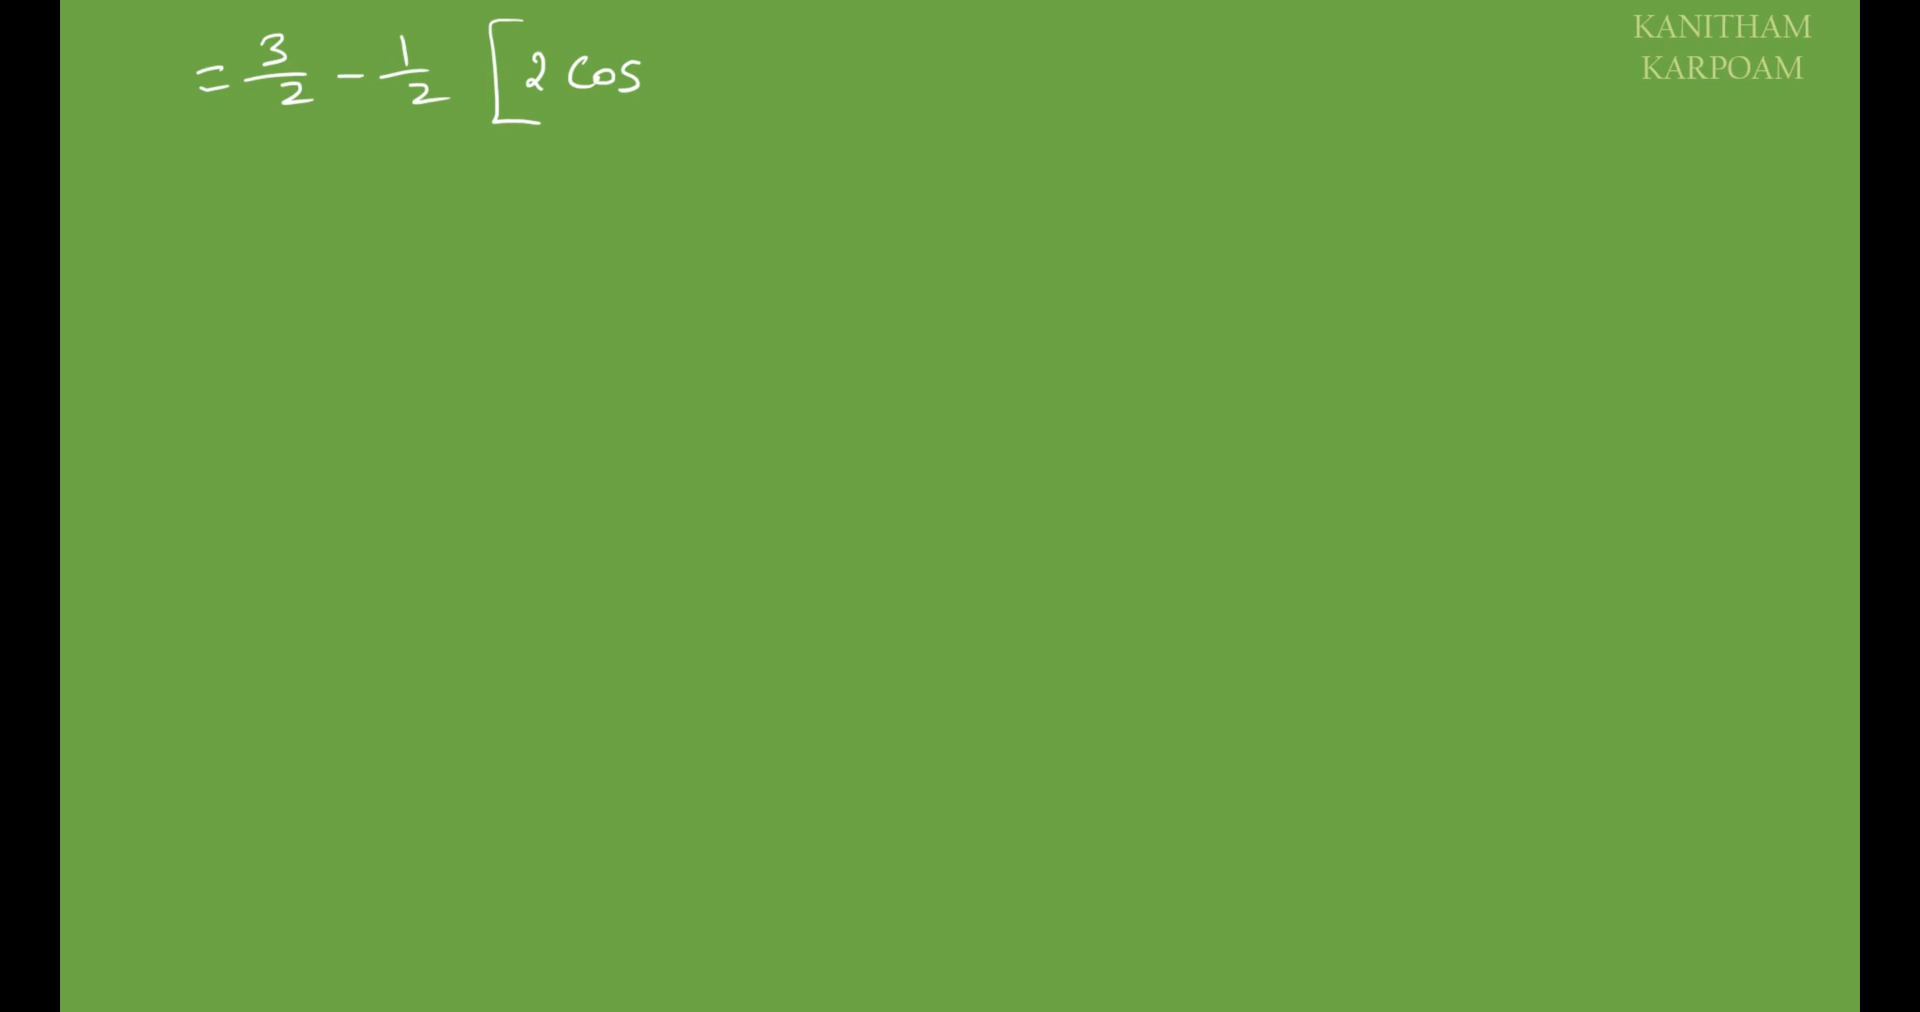 = 3/2 - 1/2 [ 2 cos
KANITHAM
KARPOAM